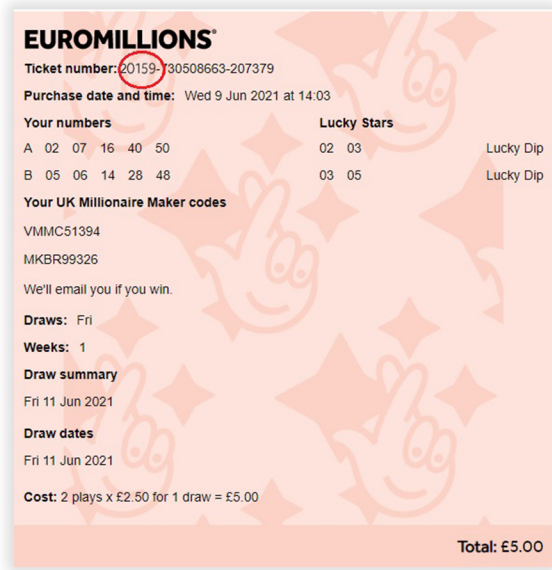 EUROMILLIONS®
Ticket number: 20159-730508663-207379
Purchase date and time: Wed 9 Jun 2021 at 14:03
Your numbers Lucky Stars
A 02 07 16 40 50 02 03 Lucky Dip
B 05 06 14 28 48 03 05 Lucky Dip
Your UK Millionaire Maker codes
VMMC51394
MKBR99326
We'll email you if you win.
Draws: Fri
Weeks: 1
Draw summary
Fri 11 Jun 2021
Draw dates
Fri 11 Jun 2021
Cost: 2 plays x £2.50 for 1 draw = £5.00
Total: £5.00